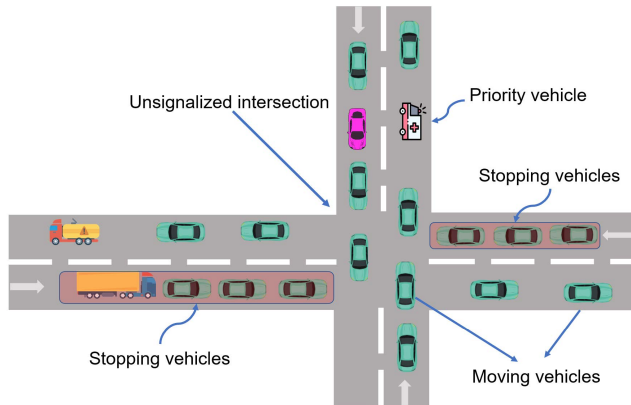 Unsignalized intersection
Priority vehicle
Stopping vehicles
Stopping vehicles
Moving vehicles